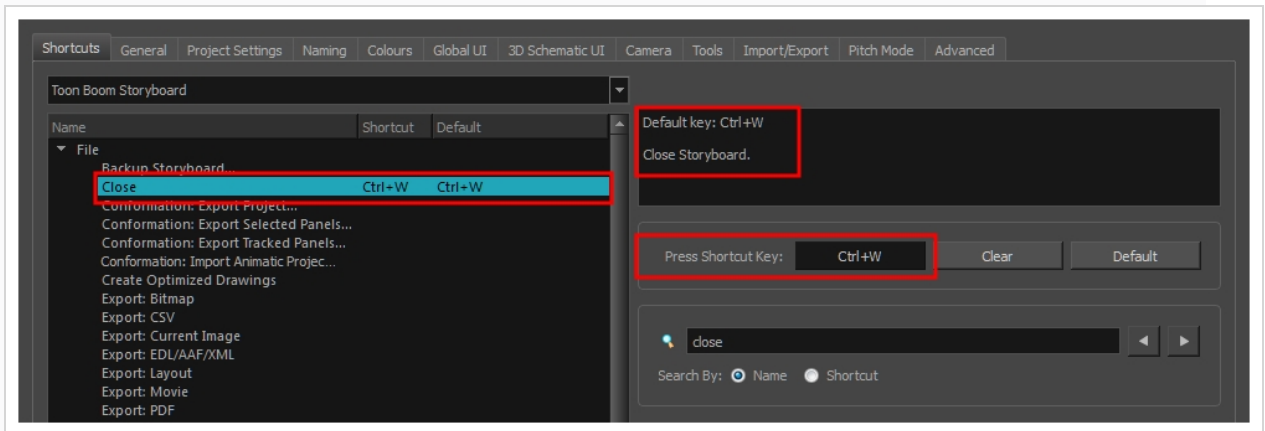 Shortcuts General Project Settings Naming Colours Global UI 3D Schematic UI Camera Tools Import/Export Pitch Mode Advanced
Toon Boom Storyboard
Name Shortcut Default
File
Backup Storyboard...
Close Ctrl+W Ctrl+W
Conformation: Export Project...
Conformation: Export Selected Panels...
Conformation: Export Tracked Panels...
Conformation: Import Animatic Projec...
Create Optimized Drawings
Export: Bitmap
Export: CSV
Export: Current Image
Export: EDL/AAF/XML
Export: Layout
Export: Movie
Export: PDF
Default key: Ctrl+W
Close Storyboard.
Press Shortcut Key: Ctrl+W Clear Default
close
Search By: Name Shortcut